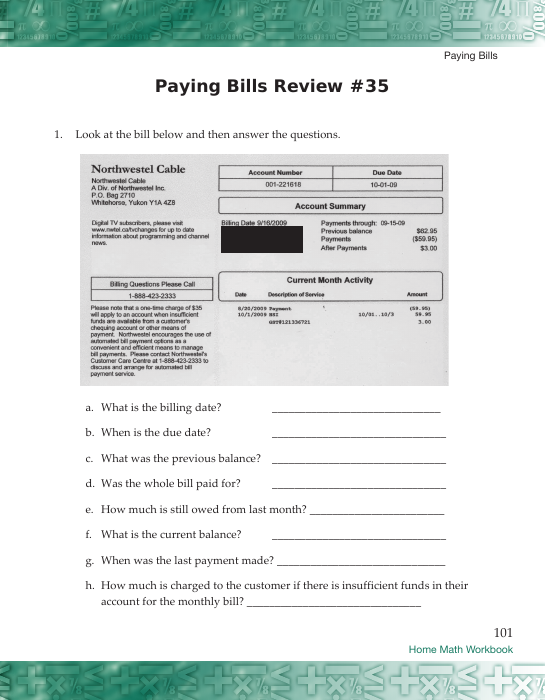 Paying Bills
Paying Bills Review #35
1. Look at the bill below and then answer the questions.
Northwestel Cable
Northwestel Cable
A Div. of Northwestel Inc.
P.O. Bag 2710
Whitehorse, Yukon Y1A 4Z8
Account Number Due Date
001-221618 10-01-09
Account Summary
Digital TV subscribers, please visit
www.nwtel.ca/tvchanges for up to date
information about programming and channel
news.
Billing Date 9/16/2009
Payments through: 09-15-09
Previous balance $62.95
Payments ($59.95)
After Payments $3.00
Billing Questions Please Call
1-888-423-2333
Current Month Activity
Date Description of Service Amount
8/20/2009 Payment (59.95)
10/1/2009 10/01..10/3 59.95
GST#121336721 3.00
Please note that a one-time charge of $35
will apply to an account when insufficient
funds are available from a customer's
chequing account or other means of
payment. Northwestel encourages the use of
automated bill payment options as a
convenient and efficient means to manage
bill payments. Please contact Northwestel's
Customer Care Centre at 1-888-423-2333 to
discuss and arrange for automated bill
payment service.
a. What is the billing date?
b. When is the due date?
c. What was the previous balance?
d. Was the whole bill paid for?
e. How much is still owed from last month?
f. What is the current balance?
g. When was the last payment made?
h. How much is charged to the customer if there is insufficient funds in their
account for the monthly bill?
101
Home Math Workbook